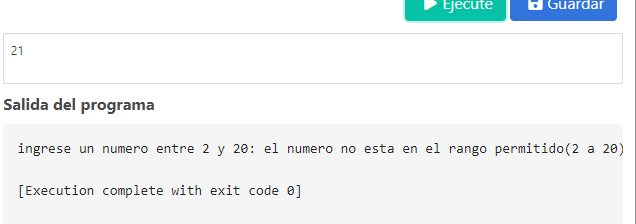 Ejecute Guardar
21
Salida del programa
ingrese un numero entre 2 y 20: el numero no esta en el rango permitido(2 a 20)
[Execution complete with exit code 0]